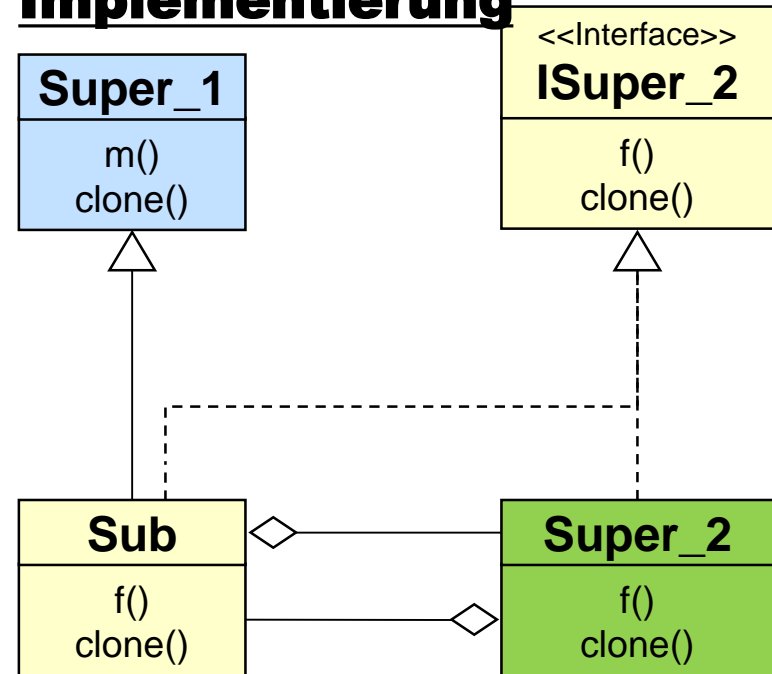 Implementierung
Super_1
m()
clone()
<<Interface>>
ISuper_2
f()
clone()
Sub
f()
clone()
Super_2
f()
clone()